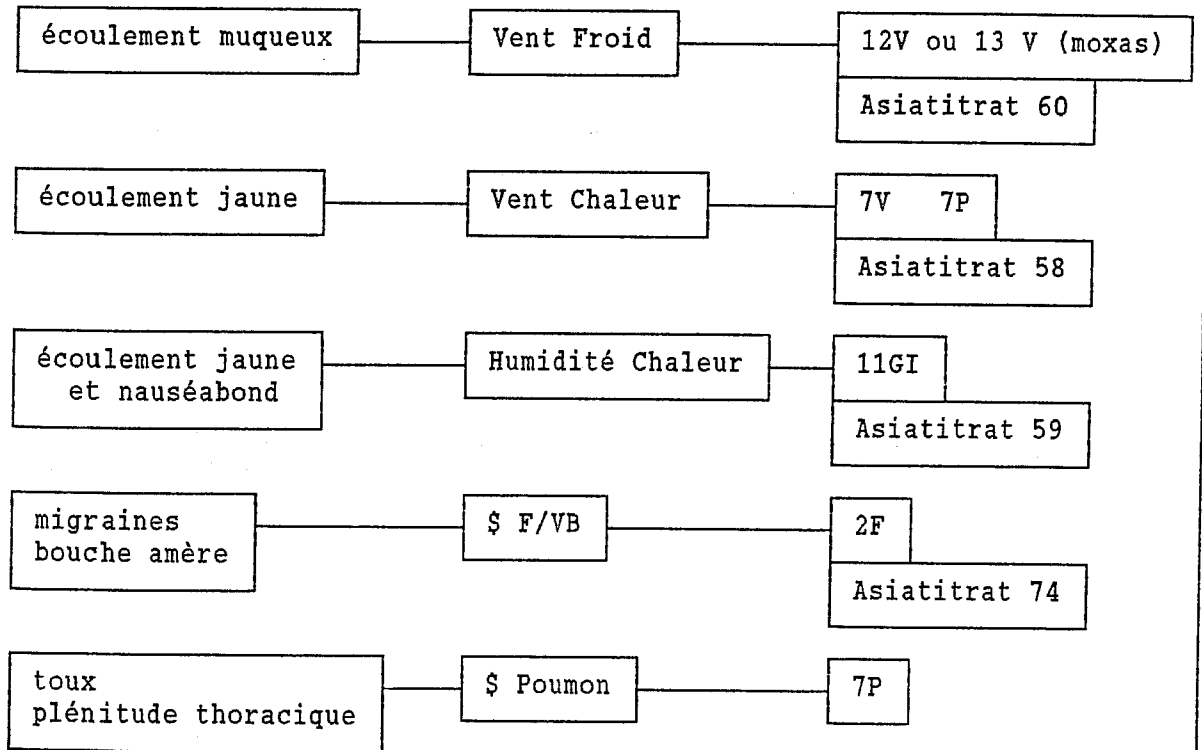 écoulement muqueux
Vent Froid
12V ou 13 V (moxas)
Asiatitrat 60
écoulement jaune
Vent Chaleur
7V 7P
Asiatitrat 58
écoulement jaune
et nauséabond
Humidité Chaleur
11GI
Asiatitrat 59
migraines
bouche amère
$ F/VB
2F
Asiatitrat 74
toux
plénitude thoracique
$ Poumon
7P